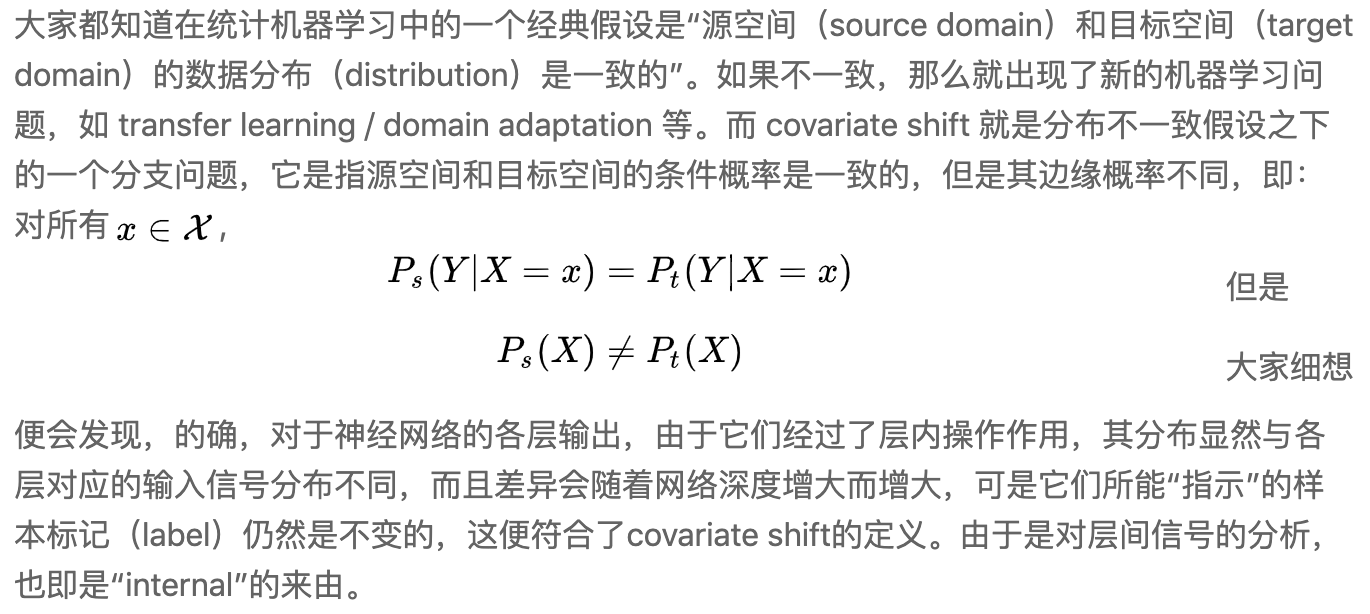 大家都知道在统计机器学习中的一个经典假设是“源空间（source domain）和目标空间（target
domain）的数据分布（distribution）是一致的”。如果不一致，那么就出现了新的机器学习问
题，如 transfer learning / domain adaptation 等。而 covariate shift 就是分布不一致假设之下
的一个分支问题，它是指源空间和目标空间的条件概率是一致的，但是其边缘概率不同，即：
对所有 x ∈ 𝒳，
Pₛ(Y|X = x) = Pₜ(Y|X = x) 但是
Pₛ(X) ≠ Pₜ(X) 大家细想
便会发现，的确，对于神经网络的各层输出，由于它们经过了层内操作作用，其分布显然与各
层对应的输入信号分布不同，而且差异会随着网络深度增大而增大，可是它们所能“指示”的样
本标记（label）仍然是不变的，这便符合了covariate shift的定义。由于是对层间信号的分析，
也即是“internal”的来由。